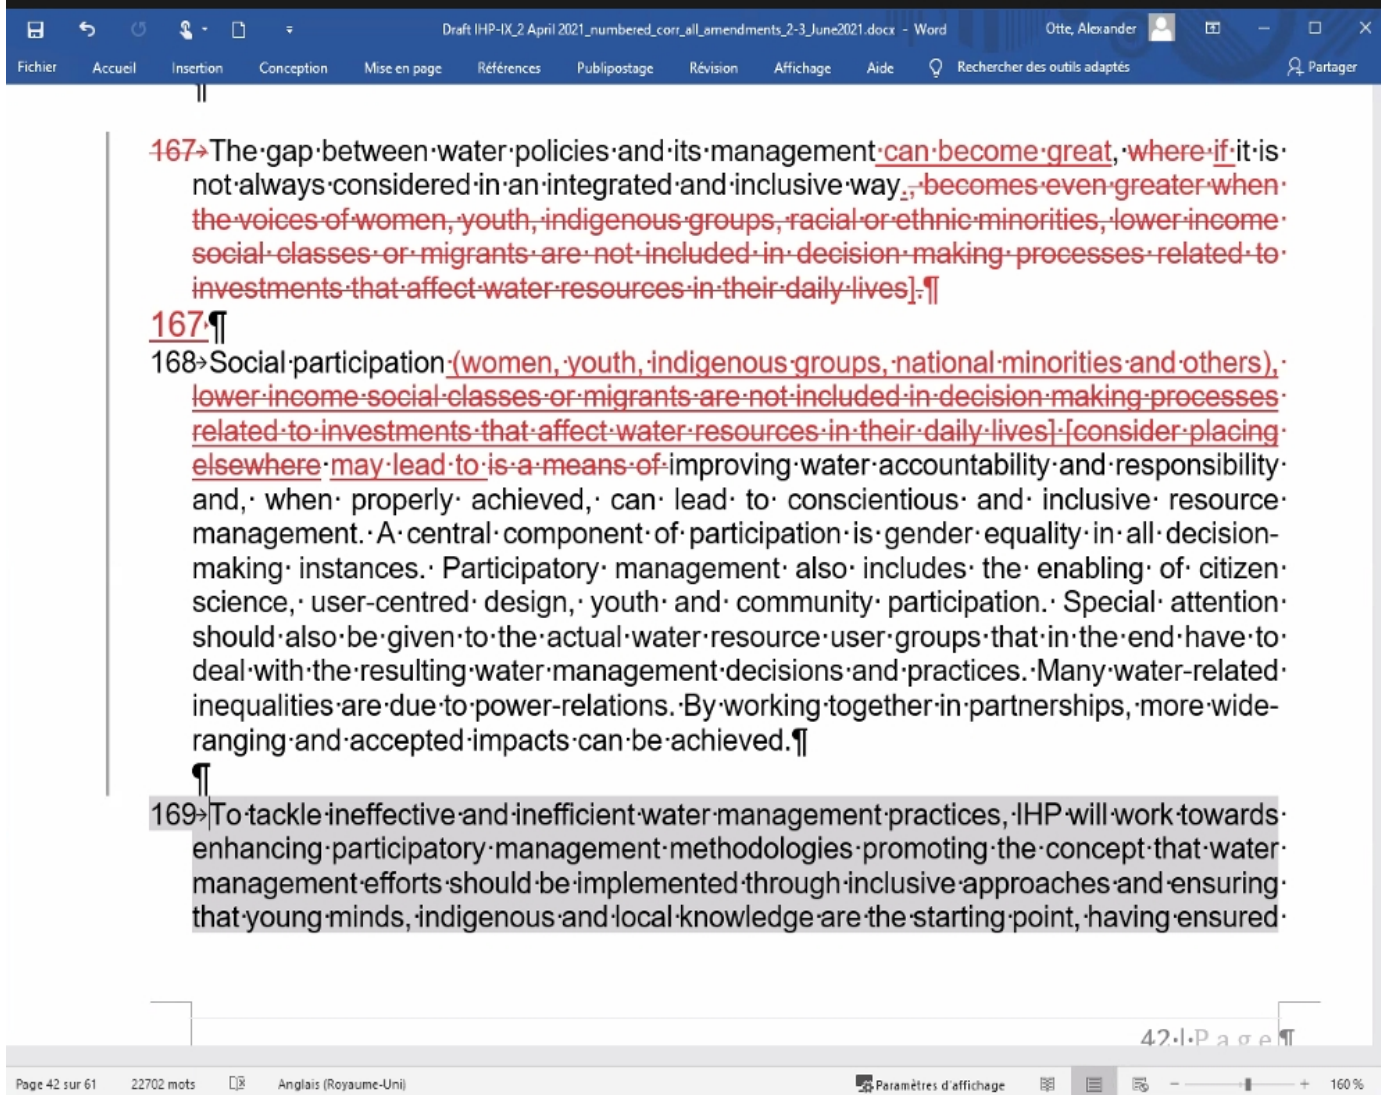 Draft IHP-IX_2 April 2021_numbered_corr_all_amendments_2-3_June2021.docx - Word
Otte, Alexander
Fichier Accueil Insertion Conception Mise en page Références Publipostage Révision Affichage Aide Rechercher des outils adaptés Partager
¶
167→The gap between water policies and its management can become great, where if it is
not always considered in an integrated and inclusive way., becomes even greater when
the voices of women, youth, indigenous groups, racial or ethnic minorities, lower income
social classes or migrants are not included in decision making processes related to
investments that affect water resources in their daily lives].¶
167 ¶
168→Social participation (women, youth, indigenous groups, national minorities and others),
lower income social classes or migrants are not included in decision making processes
related to investments that affect water resources in their daily lives] [consider placing
elsewhere may lead to is a means of improving water accountability and responsibility
and, when properly achieved, can lead to conscientious and inclusive resource
management. A central component of participation is gender equality in all decision-
making instances. Participatory management also includes the enabling of citizen
science, user-centred design, youth and community participation. Special attention
should also be given to the actual water resource user groups that in the end have to
deal with the resulting water management decisions and practices. Many water-related
inequalities are due to power-relations. By working together in partnerships, more wide-
ranging and accepted impacts can be achieved.¶
¶
169→To tackle ineffective and inefficient water management practices, IHP will work towards
enhancing participatory management methodologies promoting the concept that water
management efforts should be implemented through inclusive approaches and ensuring
that young minds, indigenous and local knowledge are the starting point, having ensured
42 | Page¶
Page 42 sur 61 22702 mots Anglais (Royaume-Uni) Paramètres d'affichage 160 %